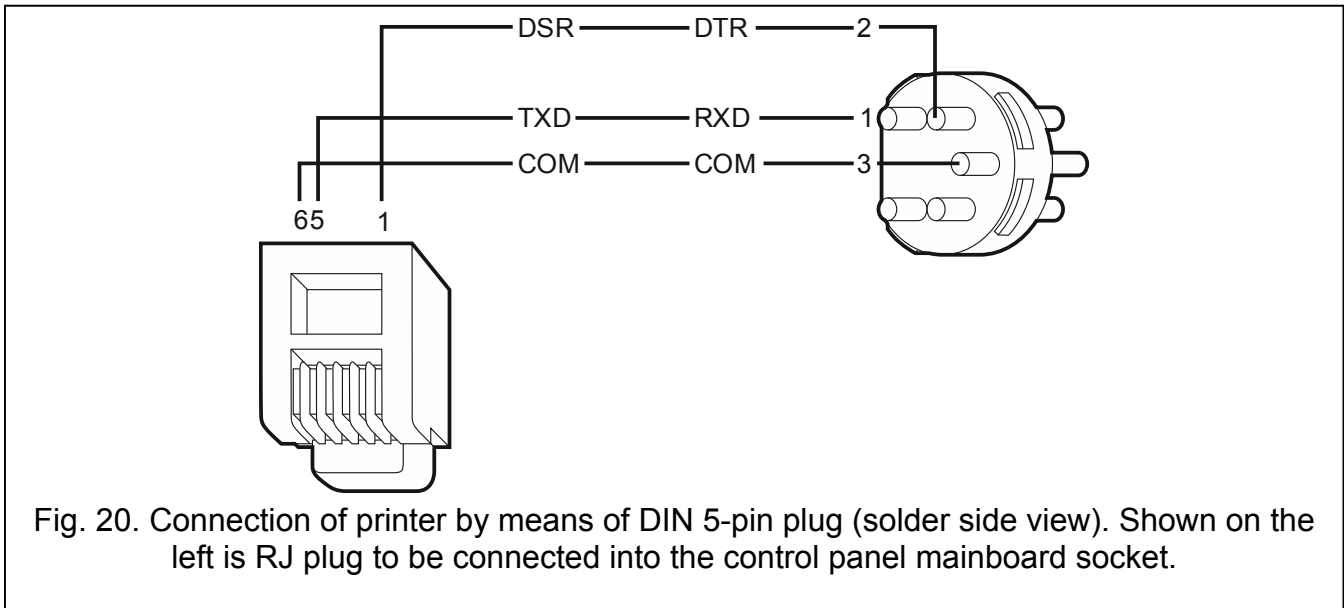 DSR DTR 2
TXD RXD 1
COM COM 3
65 1
Fig. 20. Connection of printer by means of DIN 5-pin plug (solder side view). Shown on the
left is RJ plug to be connected into the control panel mainboard socket.